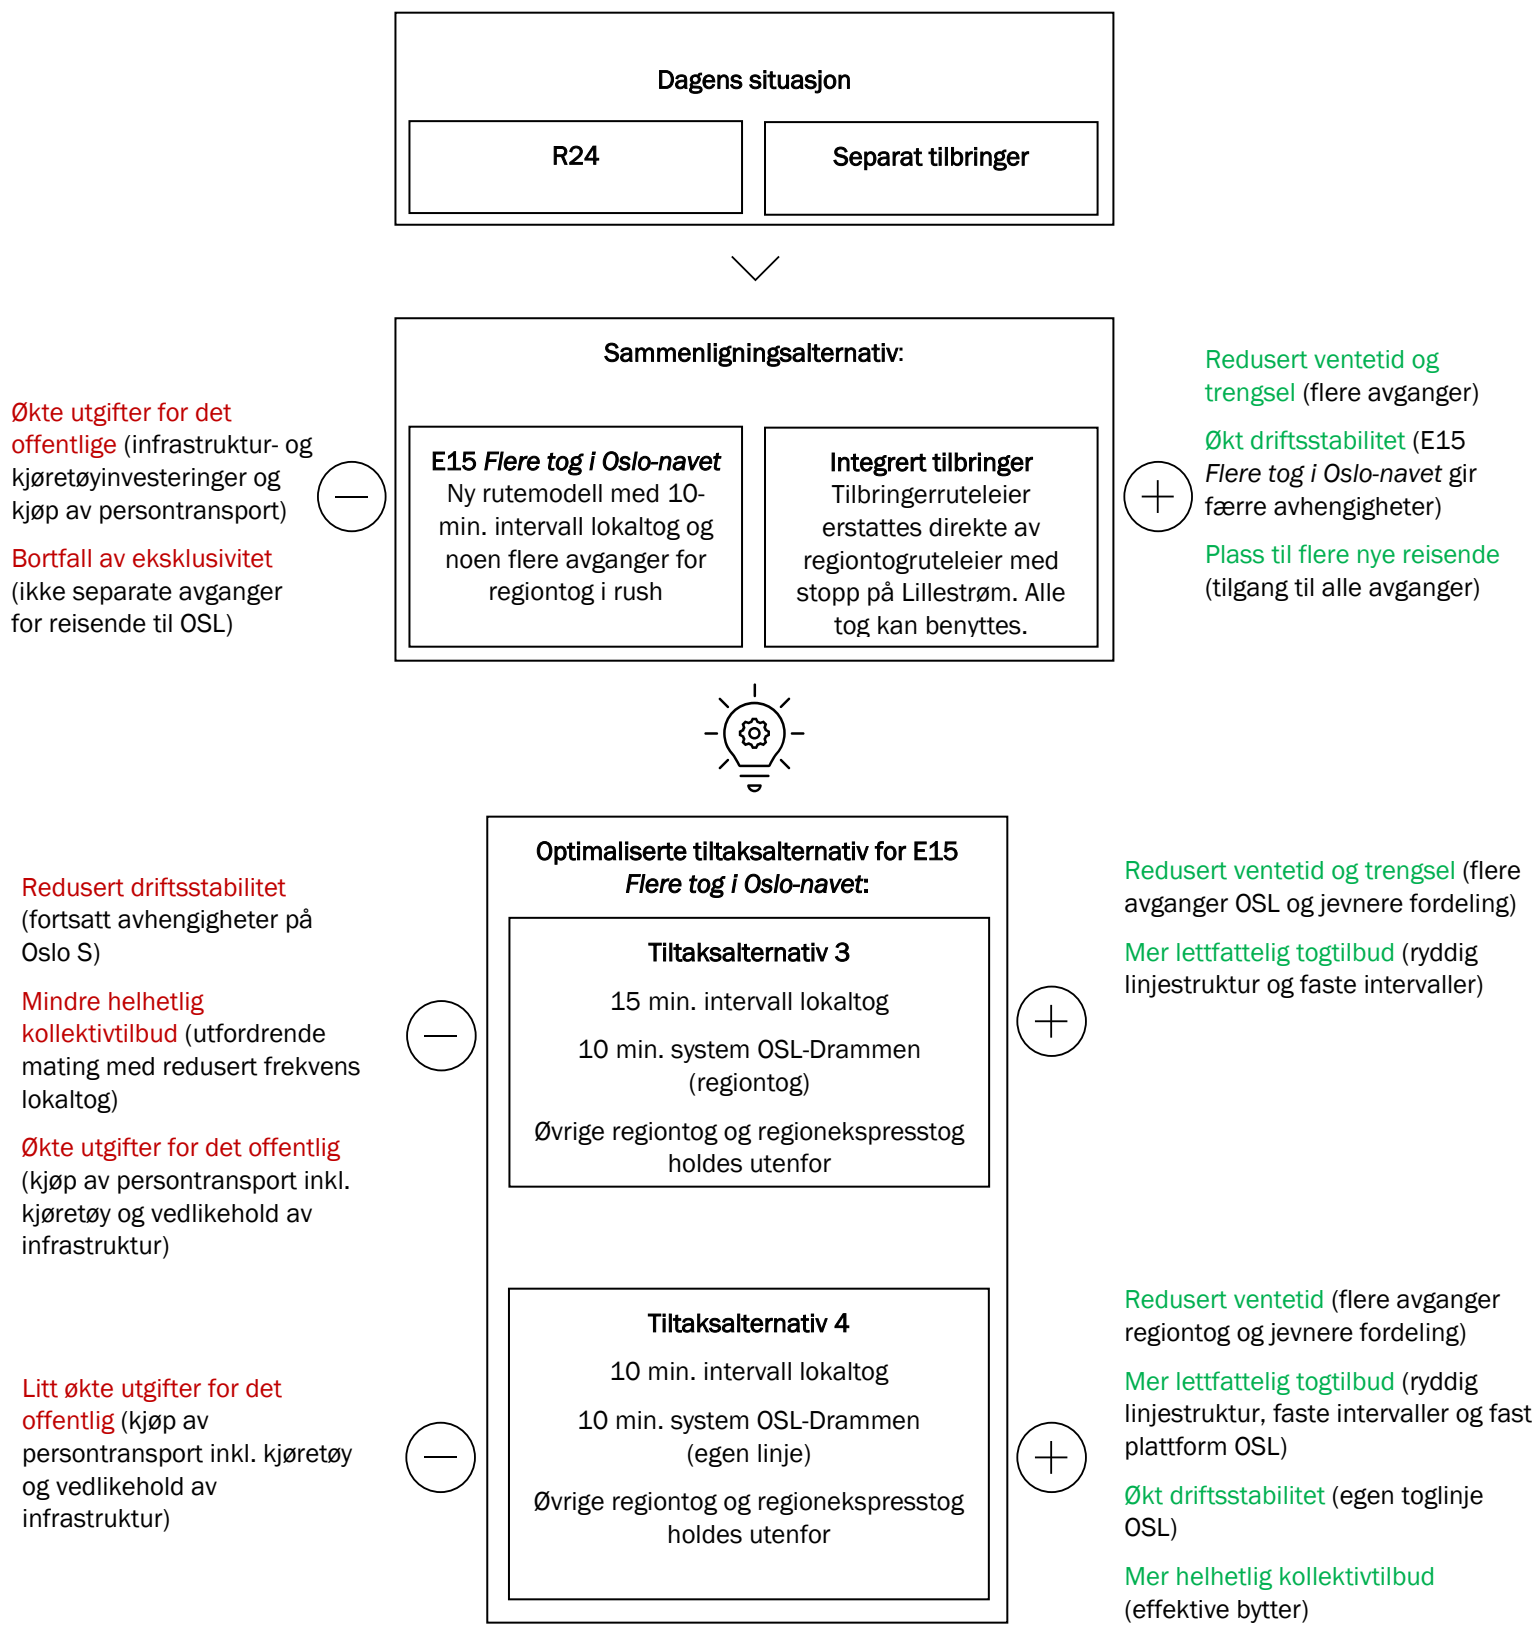 Dagens situasjon
R24
Separat tilbringer
Sammenligningsalternativ:
Økte utgifter for det
offentlige (infrastruktur- og
kjøretøyinvesteringer og
kjøp av persontransport)
Bortfall av eksklusivitet
(ikke separate avganger
for reisende til OSL)
E15 Flere tog i Oslo-navet
Ny rutemodell med 10-
min. intervall lokaltog og
noen flere avganger for
regiontog i rush
Integrert tilbringer
Tilbringerruteleier
erstattes direkte av
regiontogruteleier med
stopp på Lillestrøm. Alle
tog kan benyttes.
Redusert ventetid og
trengsel (flere avganger)
Økt driftsstabilitet (E15
Flere tog i Oslo-navet gir
færre avhengigheter)
Plass til flere nye reisende
(tilgang til alle avganger)
Optimaliserte tiltaksalternativ for E15
Flere tog i Oslo-navet:
Redusert driftsstabilitet
(fortsatt avhengigheter på
Oslo S)
Mindre helhetlig
kollektivtilbud (utfordrende
mating med redusert frekvens
lokaltog)
Økte utgifter for det offentlig
(kjøp av persontransport inkl.
kjøretøy og vedlikehold av
infrastruktur)
Tiltaksalternativ 3
15 min. intervall lokaltog
10 min. system OSL-Drammen
(regiontog)
Øvrige regiontog og regionekspresstog
holdes utenfor
Redusert ventetid og trengsel (flere
avganger OSL og jevnere fordeling)
Mer lettfattelig togtilbud (ryddig
linjestruktur og faste intervaller)
Litt økte utgifter for det
offentlig (kjøp av
persontransport inkl. kjøretøy
og vedlikehold av
infrastruktur)
Tiltaksalternativ 4
10 min. intervall lokaltog
10 min. system OSL-Drammen
(egen linje)
Øvrige regiontog og regionekspresstog
holdes utenfor
Redusert ventetid (flere avganger
regiontog og jevnere fordeling)
Mer lettfattelig togtilbud (ryddig
linjestruktur, faste intervaller og fast
plattform OSL)
Økt driftsstabilitet (egen toglinje
OSL)
Mer helhetlig kollektivtilbud
(effektive bytter)